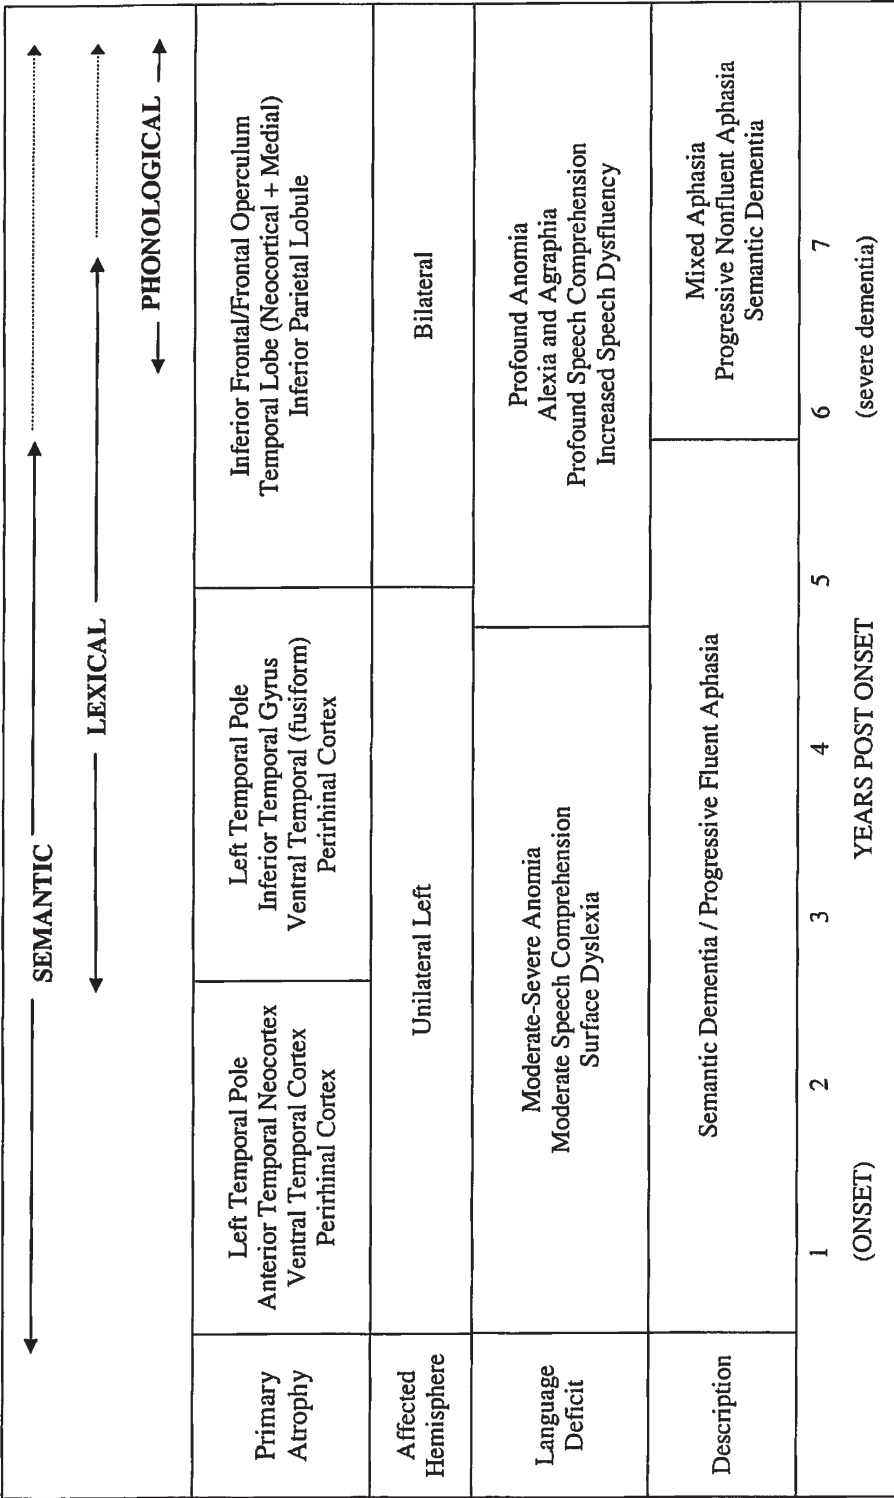 SEMANTIC
LEXICAL
PHONOLOGICAL
Primary
Atrophy
Left Temporal Pole
Anterior Temporal Neocortex
Ventral Temporal Cortex
Perirhinal Cortex
Left Temporal Pole
Inferior Temporal Gyrus
Ventral Temporal (fusiform)
Perirhinal Cortex
Inferior Frontal/Frontal Operculum
Temporal Lobe (Neocortical + Medial)
Inferior Parietal Lobule
Affected
Hemisphere
Unilateral Left
Bilateral
Language
Deficit
Moderate-Severe Anomia
Moderate Speech Comprehension
Surface Dyslexia
Profound Anomia
Alexia and Agraphia
Profound Speech Comprehension
Increased Speech Dysfluency
Description
Semantic Dementia / Progressive Fluent Aphasia
Mixed Aphasia
Progressive Nonfluent Aphasia
Semantic Dementia
1 2 3 4 5 6 7
(ONSET) YEARS POST ONSET (severe dementia)